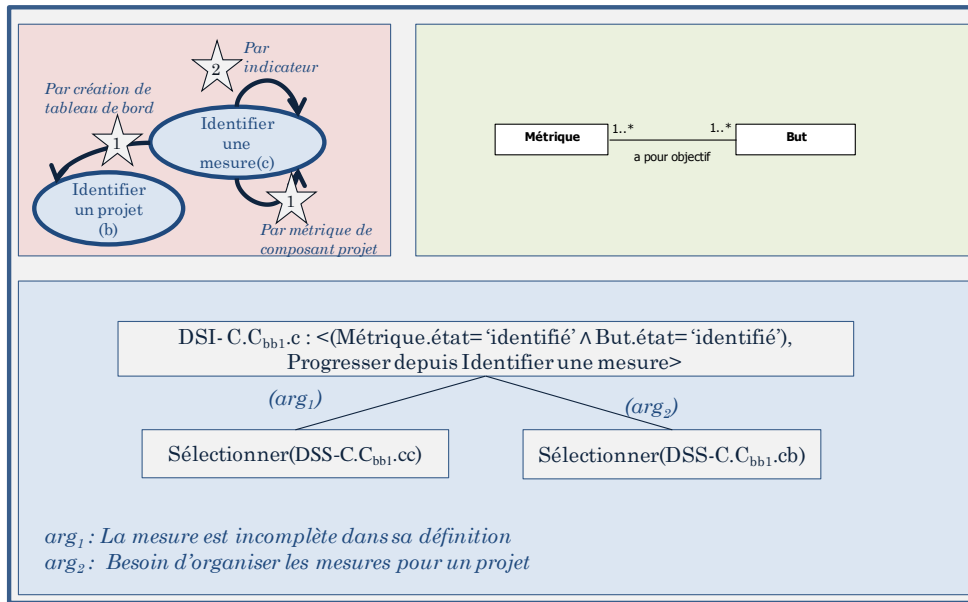 Par
indicateur
2
Par création de
tableau de bord
1
Identifier
une
mesure(c)
Identifier
un projet
(b)
1
Par métrique de
composant projet
Métrique
1..*
1..*
But
a pour objectif
DSI- C.Cbb1.c : <(Métrique.état= ‘identifié’ ∧ But.état= ‘identifié’),
Progresser depuis Identifier une mesure>
(arg1)
(arg2)
Sélectionner(DSS-C.Cbb1.cc)
Sélectionner(DSS-C.Cbb1.cb)
arg1 : La mesure est incomplète dans sa définition
arg2 : Besoin d’organiser les mesures pour un projet